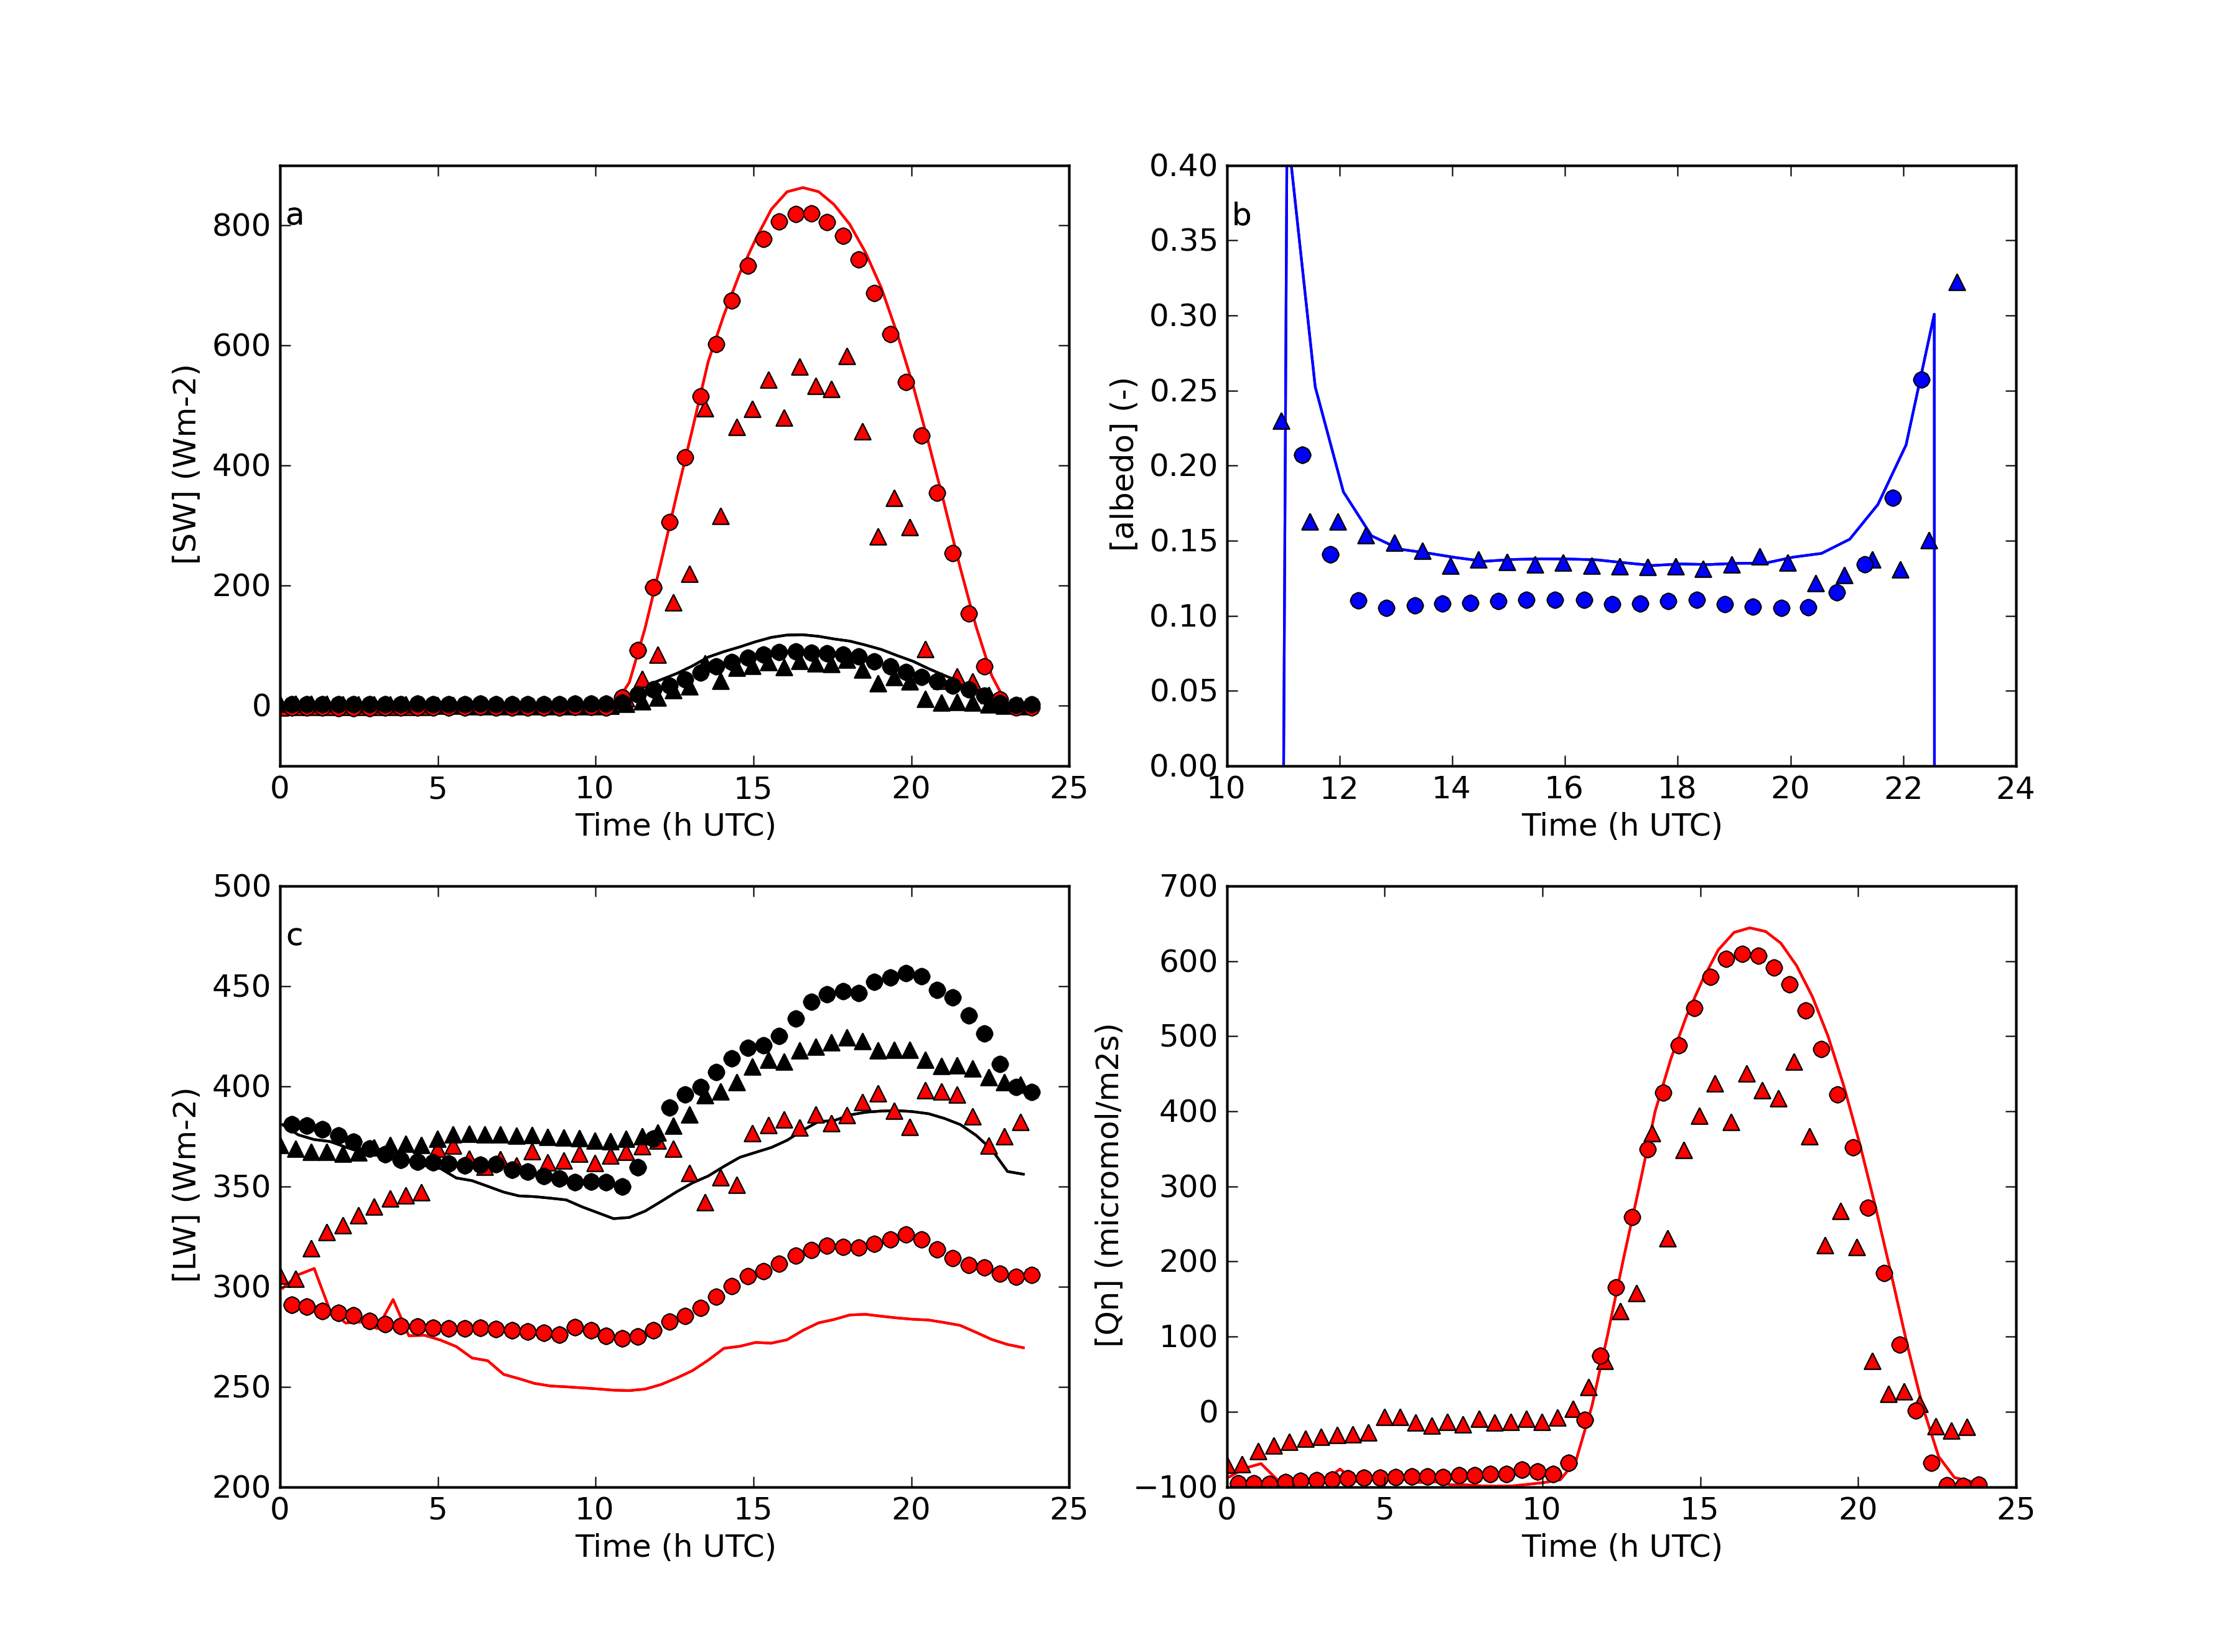 a
[SW] (Wm-2)
800
600
400
200
0
0 5 10 15 20 25
Time (h UTC)
b
[albedo] (-)
0.40
0.35
0.30
0.25
0.20
0.15
0.10
0.05
0.00
10 12 14 16 18 20 22 24
Time (h UTC)
c
[LW] (Wm-2)
500
450
400
350
300
250
200
0 5 10 15 20 25
Time (h UTC)
[Qn] (micromol/m2s)
700
600
500
400
300
200
100
0
−100
0 5 10 15 20 25
Time (h UTC)